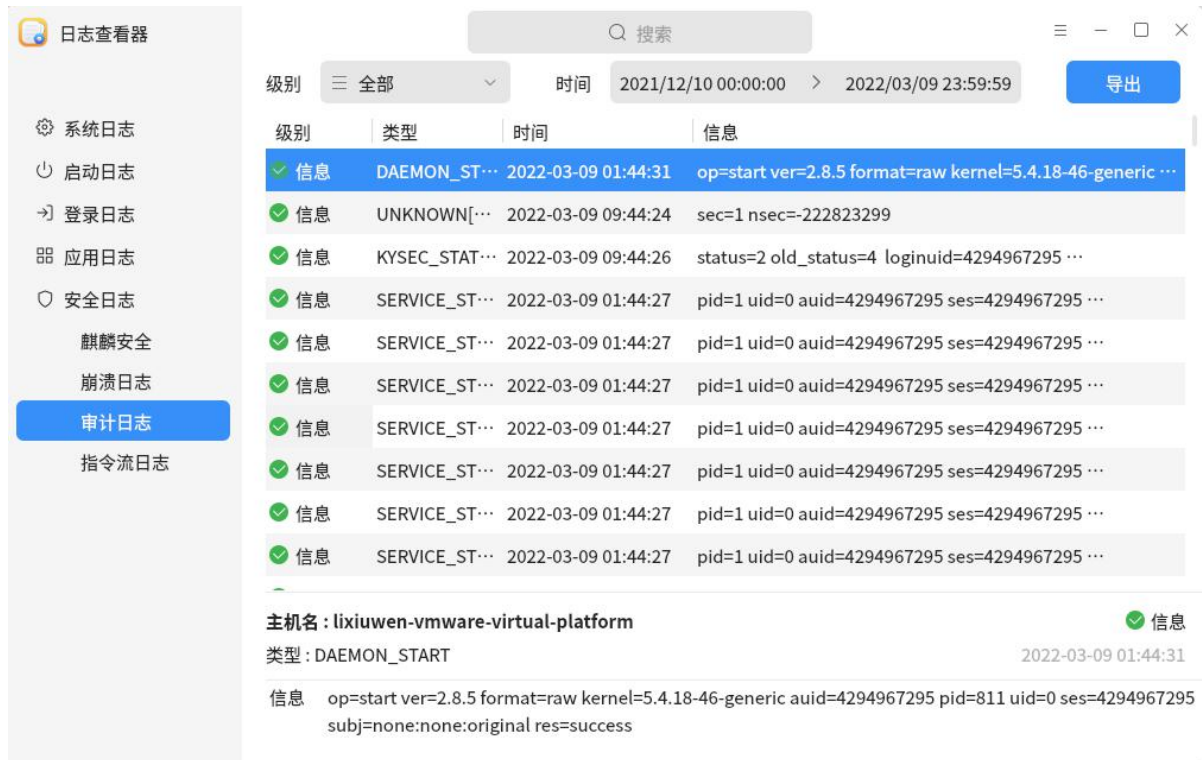 日志查看器
搜索
级别 全部 时间 2021/12/10 00:00:00 > 2022/03/09 23:59:59 导出
系统日志
启动日志
登录日志
应用日志
安全日志
麒麟安全
崩溃日志
审计日志
指令流日志
级别 类型 时间 信息
信息 DAEMON_ST··· 2022-03-09 01:44:31 op=start ver=2.8.5 format=raw kernel=5.4.18-46-generic ···
信息 UNKNOWN[··· 2022-03-09 09:44:24 sec=1 nsec=-222823299
信息 KYSEC_STAT··· 2022-03-09 09:44:26 status=2 old_status=4 loginuid=4294967295 ···
信息 SERVICE_ST··· 2022-03-09 01:44:27 pid=1 uid=0 auid=4294967295 ses=4294967295 ···
信息 SERVICE_ST··· 2022-03-09 01:44:27 pid=1 uid=0 auid=4294967295 ses=4294967295 ···
信息 SERVICE_ST··· 2022-03-09 01:44:27 pid=1 uid=0 auid=4294967295 ses=4294967295 ···
信息 SERVICE_ST··· 2022-03-09 01:44:27 pid=1 uid=0 auid=4294967295 ses=4294967295 ···
信息 SERVICE_ST··· 2022-03-09 01:44:27 pid=1 uid=0 auid=4294967295 ses=4294967295 ···
信息 SERVICE_ST··· 2022-03-09 01:44:27 pid=1 uid=0 auid=4294967295 ses=4294967295 ···
信息 SERVICE_ST··· 2022-03-09 01:44:27 pid=1 uid=0 auid=4294967295 ses=4294967295 ···
主机名 : lixiuwen-vmware-virtual-platform 信息
类型 : DAEMON_START 2022-03-09 01:44:31
信息 op=start ver=2.8.5 format=raw kernel=5.4.18-46-generic auid=4294967295 pid=811 uid=0 ses=4294967295
subj=none:none:original res=success